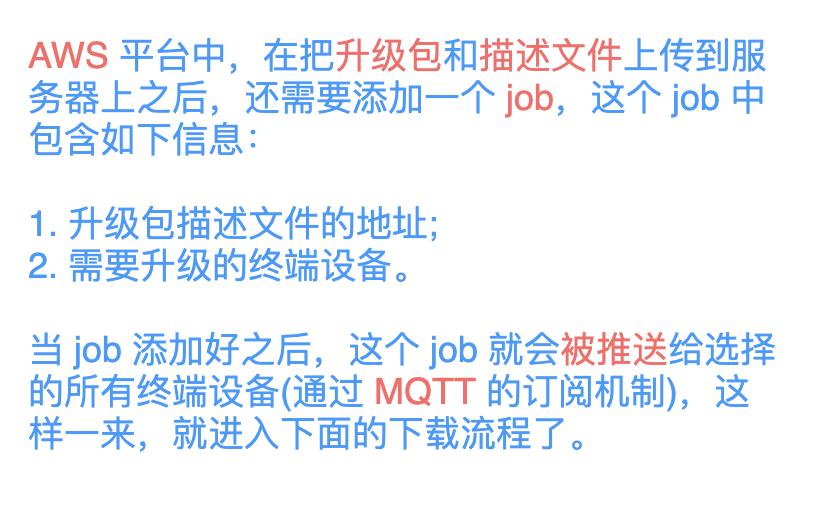 AWS 平台中，在把升级包和描述文件上传到服
务器上之后，还需要添加一个 job，这个 job 中
包含如下信息：
1. 升级包描述文件的地址;
2. 需要升级的终端设备。
当 job 添加好之后，这个 job 就会被推送给选择
的所有终端设备(通过 MQTT 的订阅机制)，这
样一来，就进入下面的下载流程了。